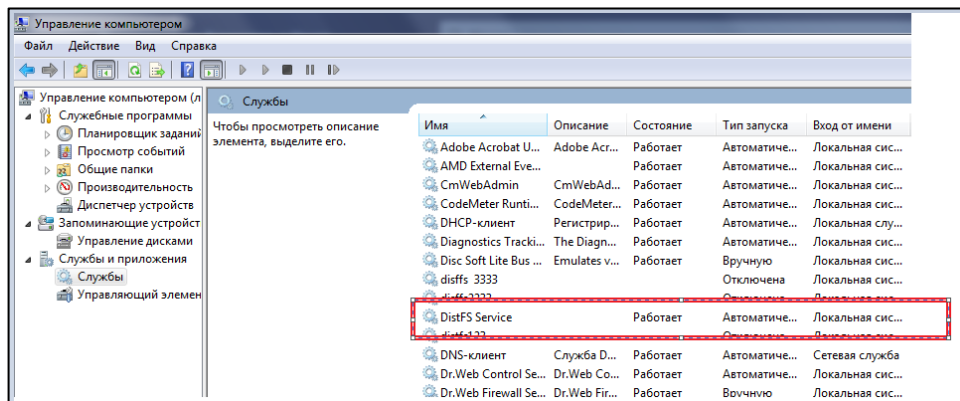 Управление компьютером
Файл Действие Вид Справка
Управление компьютером (л
Служебные программы
Планировщик заданий
Просмотр событий
Общие папки
Производительность
Диспетчер устройств
Запоминающие устройст
Управление дисками
Службы и приложения
Службы
Управляющий элемен
Службы
Чтобы просмотреть описание
элемента, выделите его.
Имя Описание Состояние Тип запуска Вход от имени
Adobe Acrobat U... Adobe Acr... Работает Автоматиче... Локальная сис...
AMD External Eve... Работает Автоматиче... Локальная сис...
CmWebAdmin CmWebAd... Работает Автоматиче... Локальная сис...
CodeMeter Runti... CodeMeter... Работает Автоматиче... Локальная сис...
DHCP-клиент Регистрир... Работает Автоматиче... Локальная слу...
Diagnostics Tracki... The Diagn... Работает Автоматиче... Локальная сис...
Disc Soft Lite Bus ... Emulates v... Работает Вручную Локальная сис...
disffs 3333 Отключена Локальная сис...
DistFS Service Работает Автоматиче... Локальная сис...
DNS-клиент Служба D... Работает Автоматиче... Сетевая служба
Dr.Web Control Se... Dr.Web Co... Работает Автоматиче... Локальная сис...
Dr.Web Firewall Se... Dr.Web Fir... Работает Вручную Локальная сис...